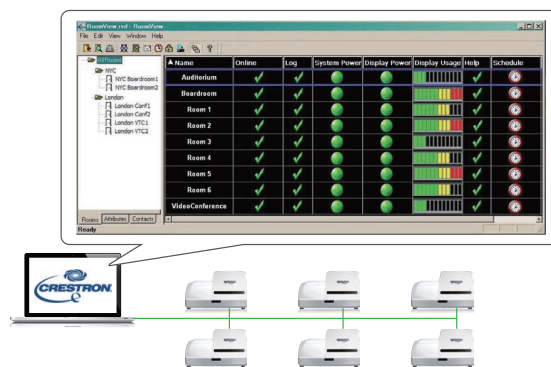 RoomView.rvd - RoomView
File Edit View Window Help
All Rooms
NYC
NYC Boardroom1
NYC Boardroom2
London
London Conf1
London Conf2
London VTC1
London VTC2
Rooms Attributes Contacts
Ready
Name Online Log System Power Display Power Display Usage Help Schedule
Auditorium
Boardroom
Room 1
Room 2
Room 3
Room 4
Room 5
Room 6
VideoConference
CRESTRON
e